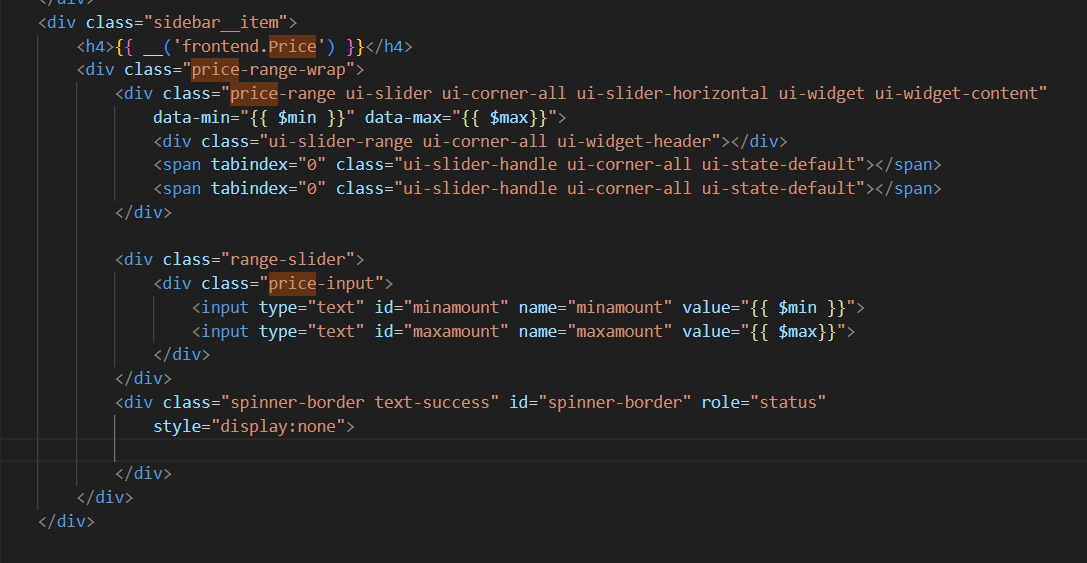 </div>
<div class="sidebar__item">
<h4>{{ __('frontend.Price') }}</h4>
<div class="price-range-wrap">
<div class="price-range ui-slider ui-corner-all ui-slider-horizontal ui-widget ui-widget-content"
data-min="{{ $min }}" data-max="{{ $max}}">
<div class="ui-slider-range ui-corner-all ui-widget-header"></div>
<span tabindex="0" class="ui-slider-handle ui-corner-all ui-state-default"></span>
<span tabindex="0" class="ui-slider-handle ui-corner-all ui-state-default"></span>
</div>
<div class="range-slider">
<div class="price-input">
<input type="text" id="minamount" name="minamount" value="{{ $min }}">
<input type="text" id="maxamount" name="maxamount" value="{{ $max}}">
</div>
</div>
<div class="spinner-border text-success" id="spinner-border" role="status"
style="display:none">
</div>
</div>
</div>